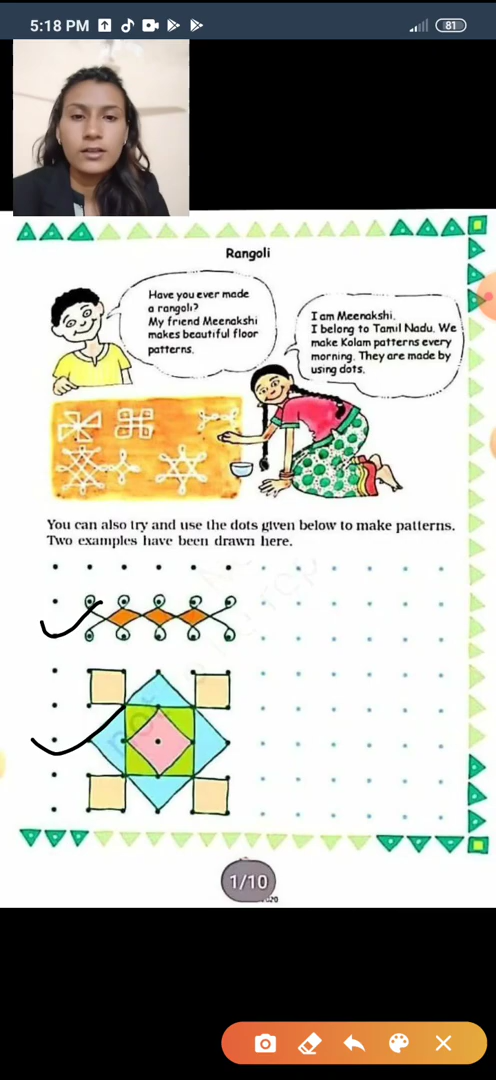 5:18 PM
81
Rangoli
Have you ever made
a rangoli?
My friend Meenakshi
makes beautiful floor
patterns.
I am Meenakshi.
I belong to Tamil Nadu. We
make Kolam patterns every
morning. They are made by
using dots.
You can also try and use the dots given below to make patterns.
Two examples have been drawn here.
1/10